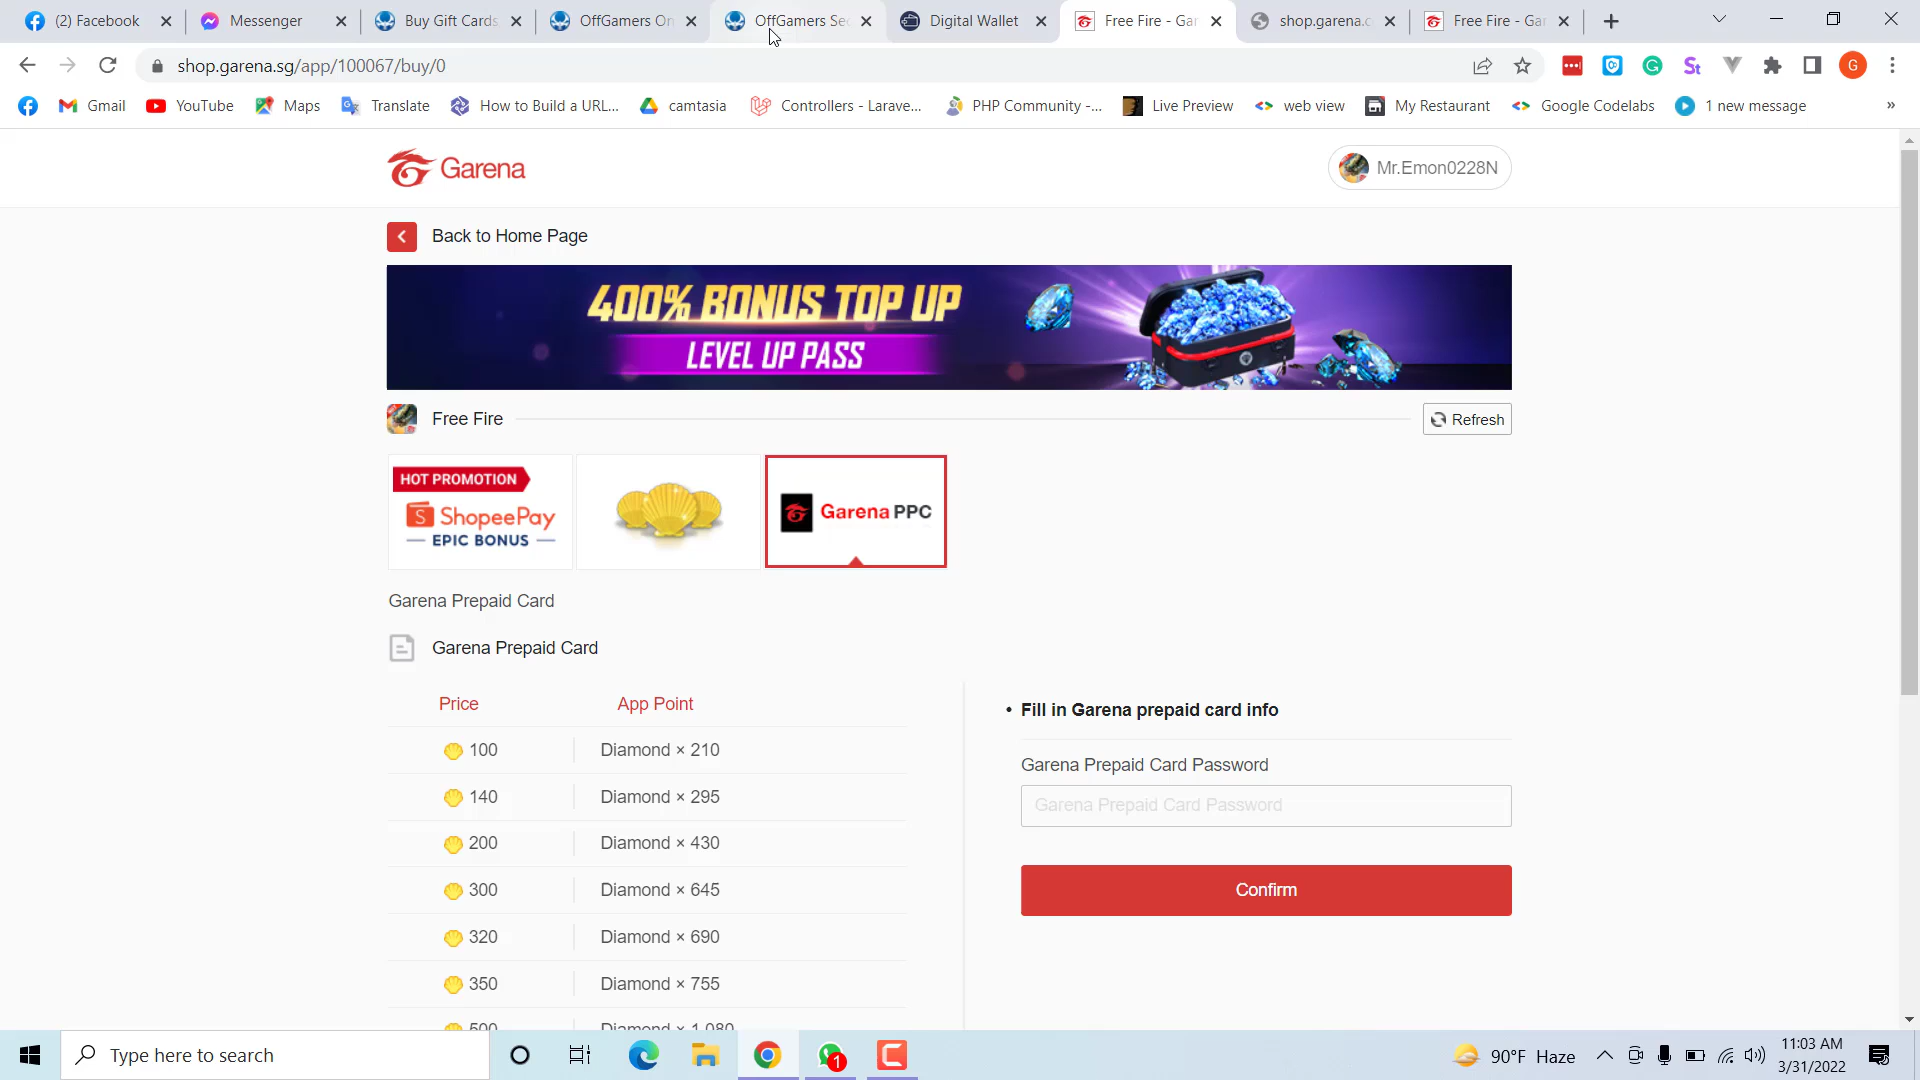 (2) Facebook
Messenger
Buy Gift Cards
OffGamers On
OffGamers Sec
Digital Wallet
Free Fire - Gar
shop.garena.c
Free Fire - Gar
shop.garena.sg/app/100067/buy/0
G
Gmail
YouTube
Maps
Translate
How to Build a URL...
camtasia
Controllers - Larave...
PHP Community -...
Live Preview
web view
My Restaurant
Google Codelabs
1 new message
»
Garena
Mr.Emon0228N
Back to Home Page
400% BONUS TOP UP
LEVEL UP PASS
Free Fire
Refresh
HOT PROMOTION
ShopeePay
EPIC BONUS
Garena PPC
Garena Prepaid Card
Garena Prepaid Card
Price App Point
100 Diamond × 210
140 Diamond × 295
200 Diamond × 430
300 Diamond × 645
320 Diamond × 690
350 Diamond × 755
500 Diamond × 1,080
• Fill in Garena prepaid card info
Garena Prepaid Card Password
Garena Prepaid Card Password
Confirm
Type here to search
1
90°F Haze
11:03 AM
3/31/2022